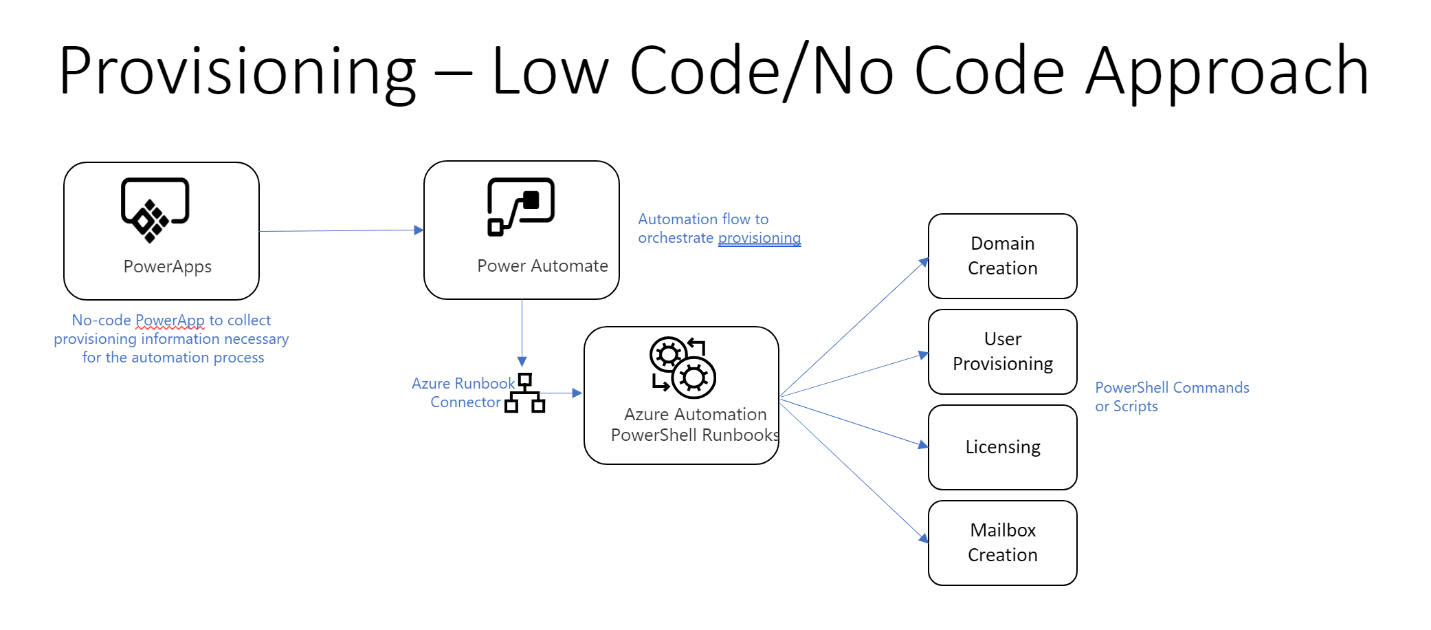 Provisioning – Low Code/No Code Approach
PowerApps
No-code PowerApp to collect
provisioning information necessary
for the automation process
Power Automate
Automation flow to
orchestrate provisioning
Azure Runbook
Connector
Azure Automation
PowerShell Runbooks
Domain
Creation
User
Provisioning
Licensing
Mailbox
Creation
PowerShell Commands
or Scripts